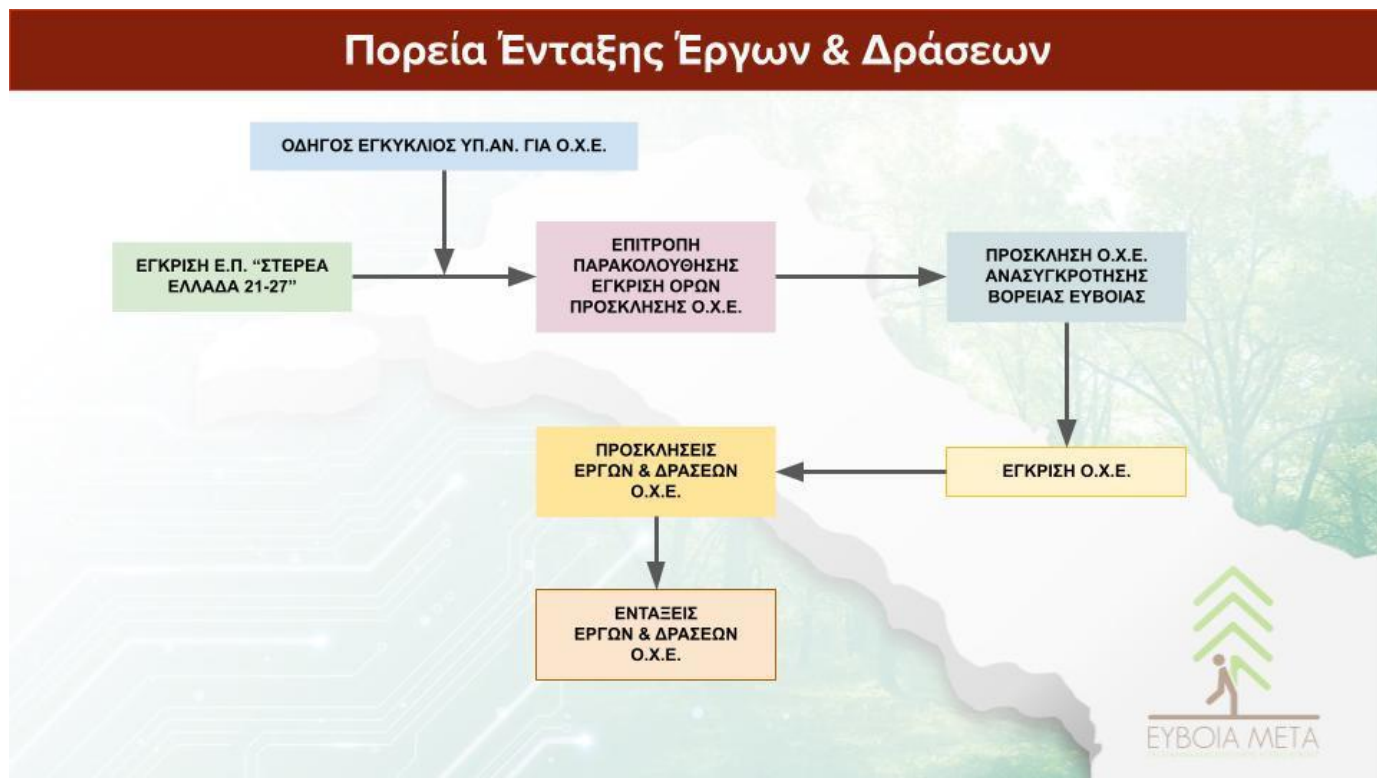 Πορεία Ένταξης Έργων & Δράσεων
ΟΔΗΓΟΣ ΕΓΚΥΚΛΙΟΣ ΥΠ.ΑΝ. ΓΙΑ Ο.Χ.Ε.
ΕΓΚΡΙΣΗ Ε.Π. “ΣΤΕΡΕΑ
ΕΛΛΑΔΑ 21-27”
ΕΠΙΤΡΟΠΗ
ΠΑΡΑΚΟΛΟΥΘΗΣΗΣ
ΕΓΚΡΙΣΗ ΟΡΩΝ
ΠΡΟΣΚΛΗΣΗΣ Ο.Χ.Ε.
ΠΡΟΣΚΛΗΣΗ Ο.Χ.Ε.
ΑΝΑΣΥΓΚΡΟΤΗΣΗΣ
ΒΟΡΕΙΑΣ ΕΥΒΟΙΑΣ
ΕΓΚΡΙΣΗ Ο.Χ.Ε.
ΠΡΟΣΚΛΗΣΕΙΣ
ΕΡΓΩΝ & ΔΡΑΣΕΩΝ
Ο.Χ.Ε.
ΕΝΤΑΞΕΙΣ
ΕΡΓΩΝ & ΔΡΑΣΕΩΝ
Ο.Χ.Ε.
ΕΥΒΟΙΑ ΜΕΤΑ